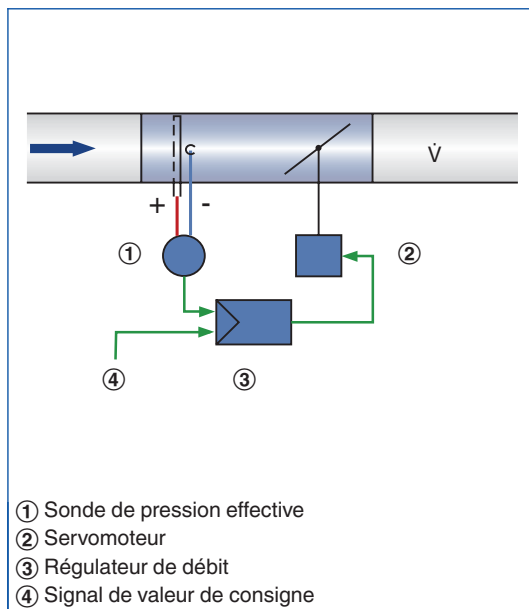 V̇
+ -
① ②
④ ③
① Sonde de pression effective
② Servomoteur
③ Régulateur de débit
④ Signal de valeur de consigne